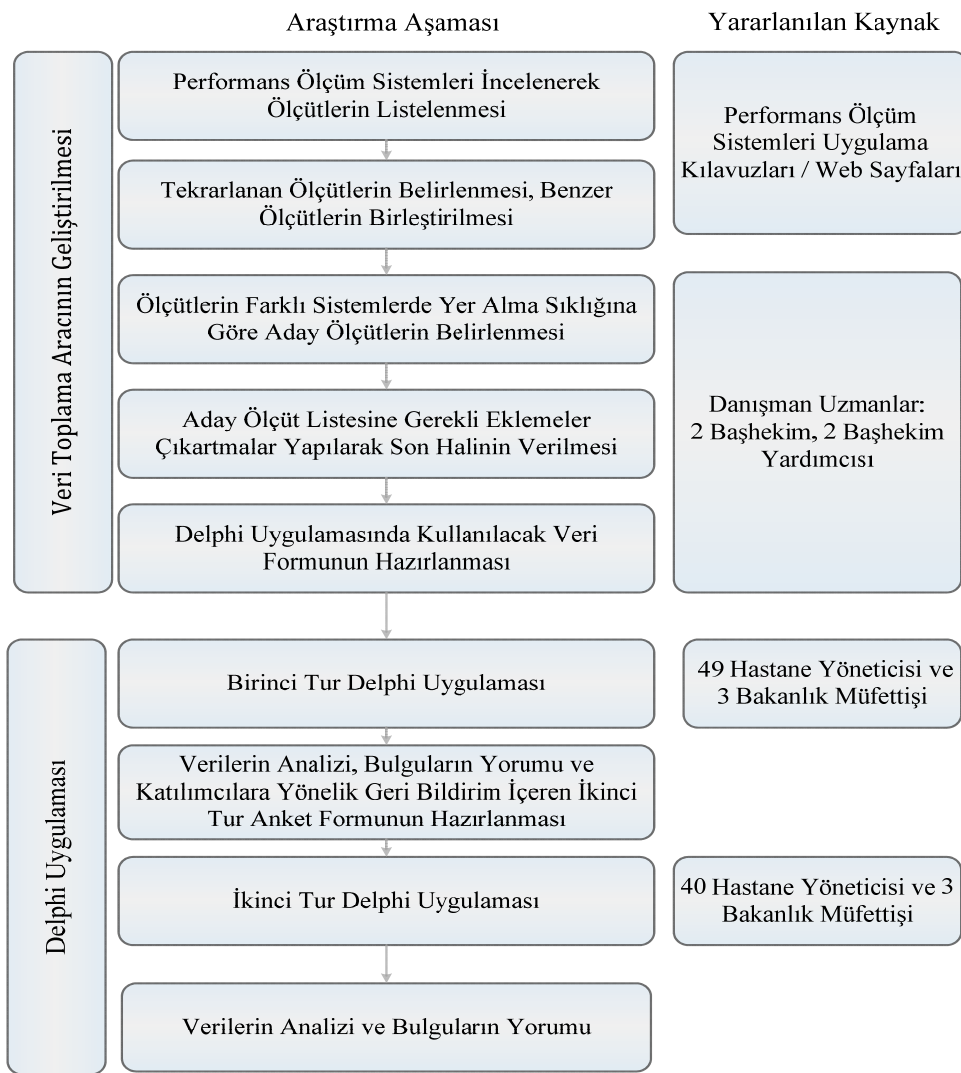 Araştırma Aşaması
Yararlanılan Kaynak
Veri Toplama Aracının Geliştirilmesi
Performans Ölçüm Sistemleri İncelenerek
Ölçütlerin Listelenmesi
Performans Ölçüm
Sistemleri Uygulama
Kılavuzları / Web Sayfaları
Tekrarlanan Ölçütlerin Belirlenmesi, Benzer
Ölçütlerin Birleştirilmesi
Ölçütlerin Farklı Sistemlerde Yer Alma Sıklığına
Göre Aday Ölçütlerin Belirlenmesi
Danışman Uzmanlar:
2 Başhekim, 2 Başhekim
Yardımcısı
Aday Ölçüt Listesine Gerekli Eklemeler
Çıkartmalar Yapılarak Son Halinin Verilmesi
Delphi Uygulamasında Kullanılacak Veri
Formunun Hazırlanması
Delphi Uygulaması
Birinci Tur Delphi Uygulaması
49 Hastane Yöneticisi ve
3 Bakanlık Müfettişi
Verilerin Analizi, Bulguların Yorumu ve
Katılımcılara Yönelik Geri Bildirim İçeren İkinci
Tur Anket Formunun Hazırlanması
İkinci Tur Delphi Uygulaması
40 Hastane Yöneticisi ve 3
Bakanlık Müfettişi
Verilerin Analizi ve Bulguların Yorumu